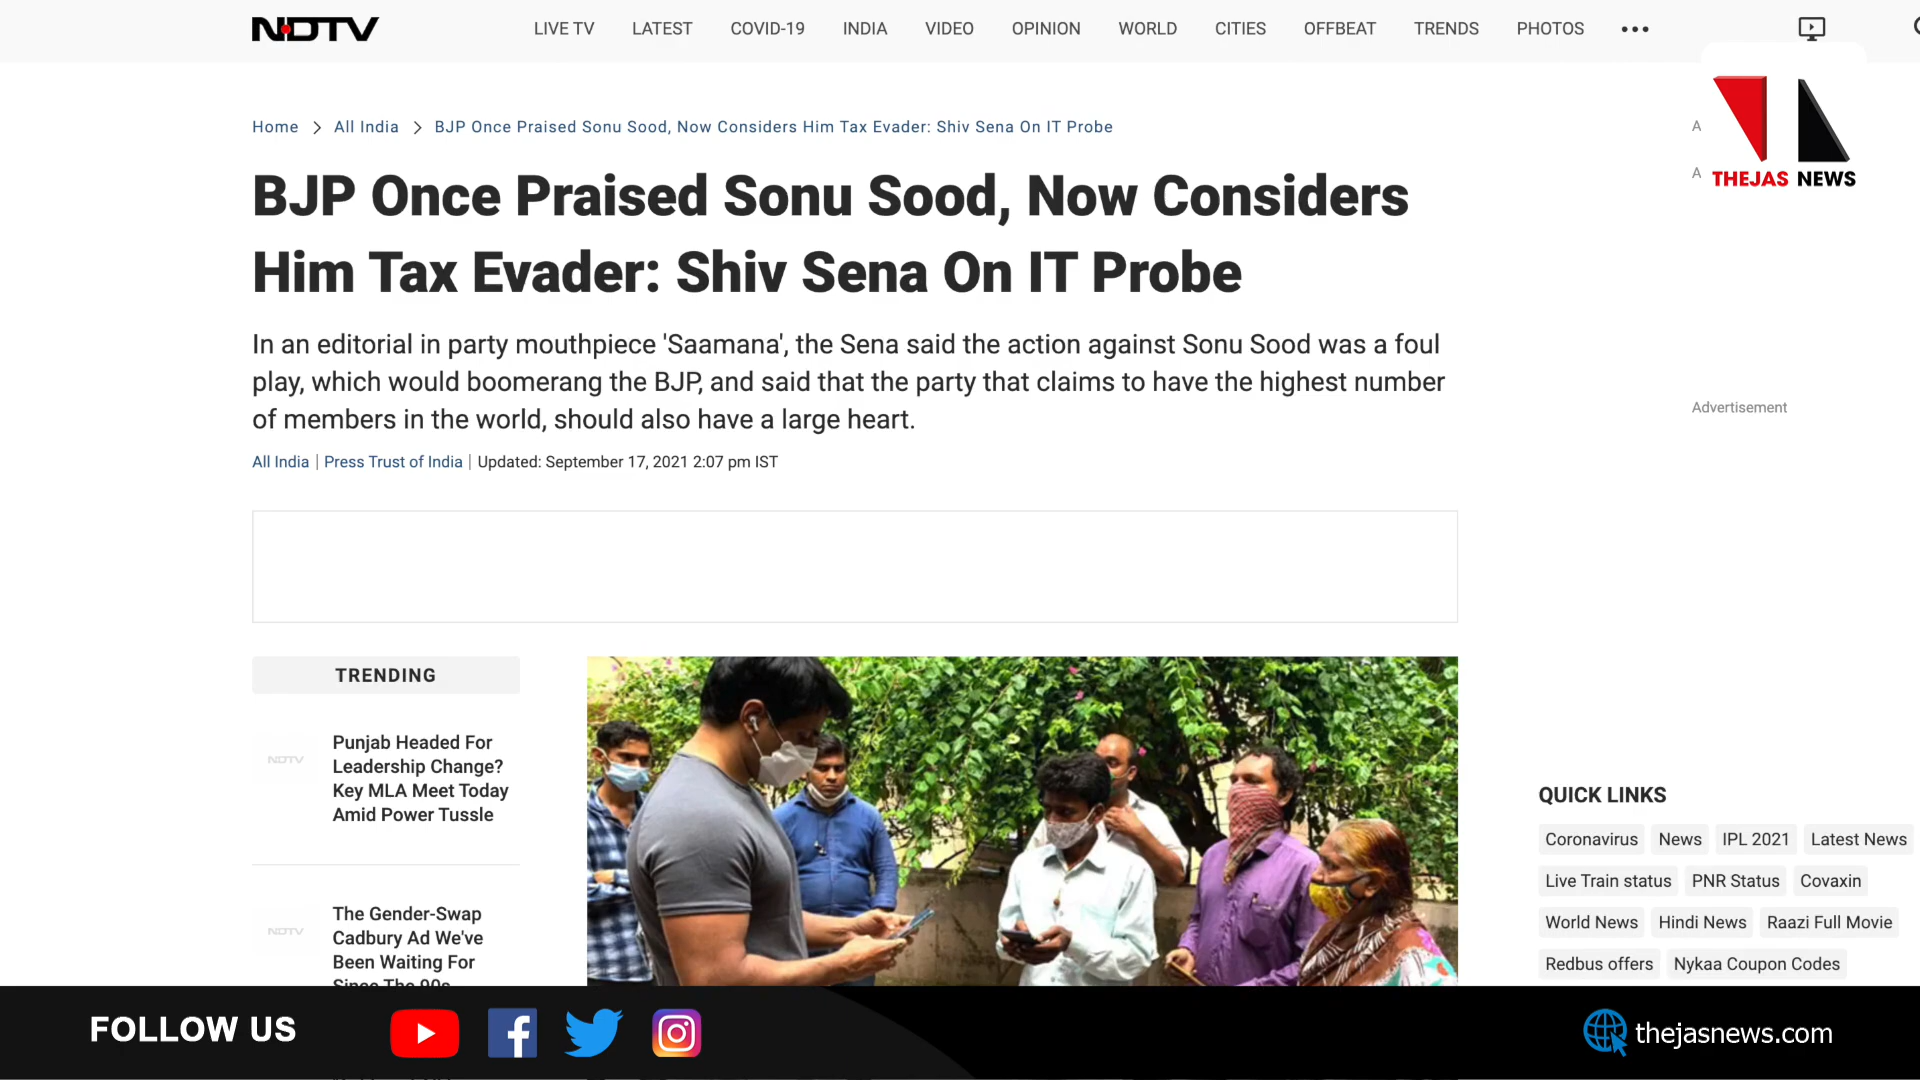 NDTV
LIVE TV LATEST COVID-19 INDIA VIDEO OPINION WORLD CITIES OFFBEAT TRENDS PHOTOS
Home All India BJP Once Praised Sonu Sood, Now Considers Him Tax Evader: Shiv Sena On IT Probe
A
A
THEJAS NEWS
BJP Once Praised Sonu Sood, Now Considers
Him Tax Evader: Shiv Sena On IT Probe
In an editorial in party mouthpiece 'Saamana', the Sena said the action against Sonu Sood was a foul
play, which would boomerang the BJP, and said that the party that claims to have the highest number
of members in the world, should also have a large heart.
Advertisement
All India | Press Trust of India | Updated: September 17, 2021 2:07 pm IST
TRENDING
NDTV
Punjab Headed For
Leadership Change?
Key MLA Meet Today
Amid Power Tussle
NDTV
The Gender-Swap
Cadbury Ad We've
Been Waiting For
Since The 90s
QUICK LINKS
Coronavirus News IPL 2021 Latest News
Live Train status PNR Status Covaxin
World News Hindi News Raazi Full Movie
Redbus offers Nykaa Coupon Codes
FOLLOW US
thejasnews.com